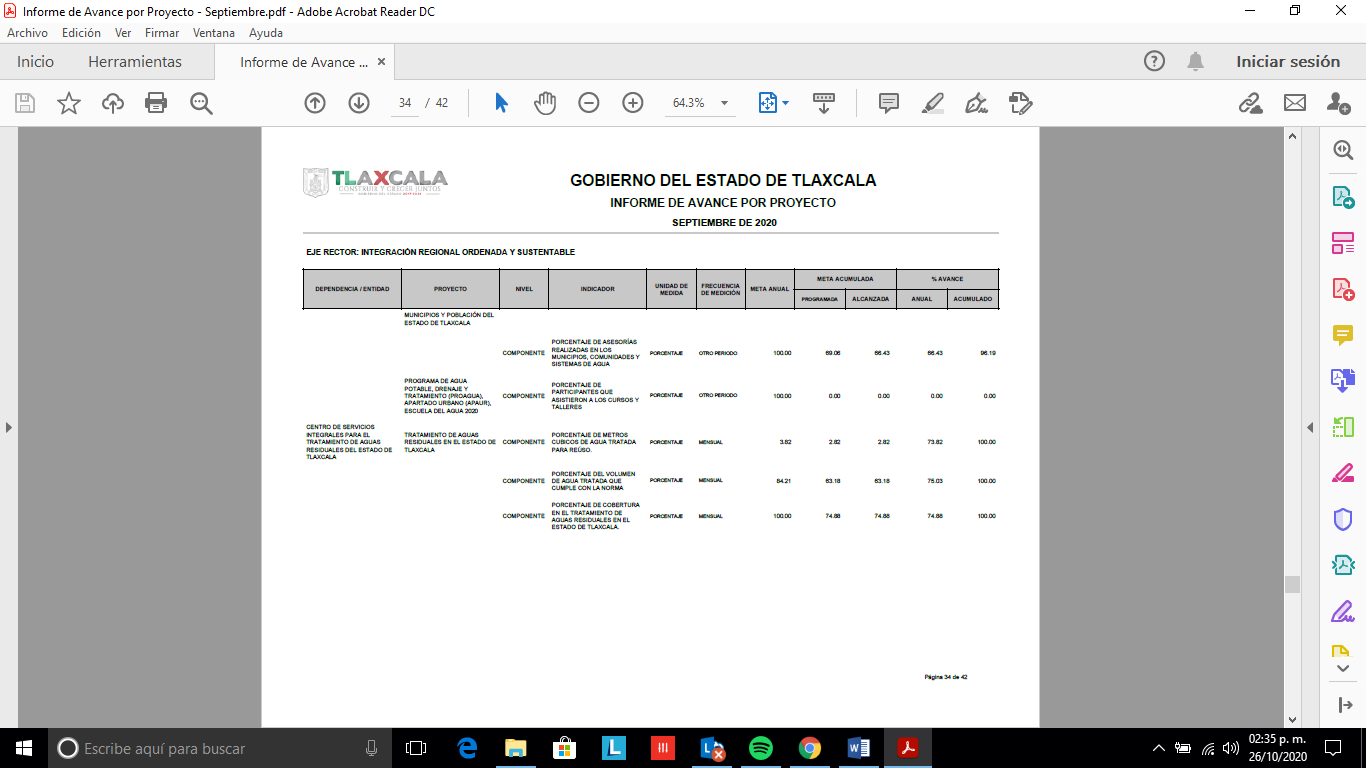 Informe de Avance por Proyecto - Septiembre.pdf - Adobe Acrobat Reader DC
Archivo Edición Ver Firmar Ventana Ayuda
Inicio Herramientas Informe de Avance ... × Iniciar sesión
34 / 42 64.3%
TLAXCALA
CONSTRUIR Y CRECER JUNTOS
GOBIERNO DEL ESTADO DE TLAXCALA
INFORME DE AVANCE POR PROYECTO
SEPTIEMBRE DE 2020
EJE RECTOR: INTEGRACIÓN REGIONAL ORDENADA Y SUSTENTABLE
DEPENDENCIA / ENTIDAD
PROYECTO
NIVEL
INDICADOR
UNIDAD DE
MEDIDA
FRECUENCIA
DE MEDICIÓN
META ANUAL
META ACUMULADA
PROGRAMADA
ALCANZADA
% AVANCE
ANUAL
ACUMULADO
MUNICIPIOS Y POBLACIÓN DEL
ESTADO DE TLAXCALA
COMPONENTE
PORCENTAJE DE ASESORÍAS
REALIZADAS EN LOS
MUNICIPIOS, COMUNIDADES Y
SISTEMAS DE AGUA
PORCENTAJE OTRO PERIODO 100.00 69.06 66.43 66.43 96.19
PROGRAMA DE AGUA
POTABLE, DRENAJE Y
TRATAMIENTO (PROAGUA),
APARTADO URBANO (APAUR),
ESCUELA DEL AGUA 2020
COMPONENTE
PORCENTAJE DE
PARTICIPANTES QUE
ASISTIERON A LOS CURSOS Y
TALLERES
PORCENTAJE OTRO PERIODO 100.00 0.00 0.00 0.00 0.00
CENTRO DE SERVICIOS
INTEGRALES PARA EL
TRATAMIENTO DE AGUAS
RESIDUALES DEL ESTADO DE
TLAXCALA
TRATAMIENTO DE AGUAS
RESIDUALES EN EL ESTADO DE
TLAXCALA
COMPONENTE
PORCENTAJE DE METROS
CUBICOS DE AGUA TRATADA
PARA REÚSO.
PORCENTAJE MENSUAL 3.82 2.82 2.82 73.82 100.00
COMPONENTE
PORCENTAJE DEL VOLUMEN
DE AGUA TRATADA QUE
CUMPLE CON LA NORMA
PORCENTAJE MENSUAL 84.21 63.18 63.18 75.03 100.00
COMPONENTE
PORCENTAJE DE COBERTURA
EN EL TRATAMIENTO DE
AGUAS RESIDUALES EN EL
ESTADO DE TLAXCALA.
PORCENTAJE MENSUAL 100.00 74.88 74.88 74.88 100.00
Página 34 de 42
Escribe aquí para buscar
02:35 p. m.
26/10/2020